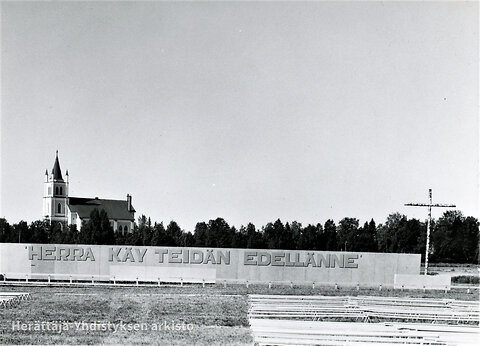 "HERRA KÄY TEIDÄN EDELLÄNNE"
Herättäjä-Yhdistyksen arkisto